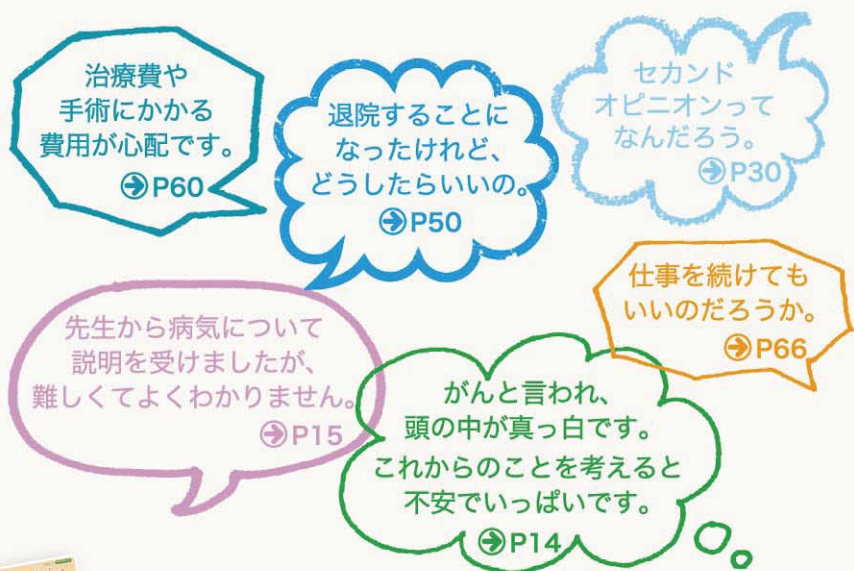 治療費や
手術にかかる
費用が心配です。
P60
退院することに
なったけれど、
どうしたらいいの。
P50
セカンド
オピニオンって
なんだろう。
P30
仕事を続けても
いいのだろうか。
P66
先生から病気について
説明を受けましたが、
難しくてよくわかりません。
P15
がんと言われ、
頭の中が真っ白です。
これからのことを考えると
不安でいっぱいです。
P14